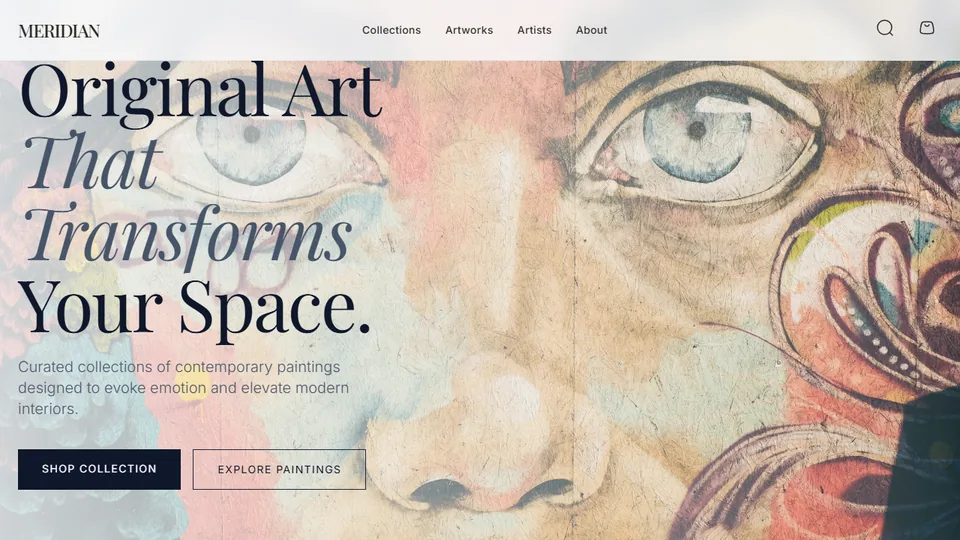 MERIDIAN
Collections
Artworks
Artists
About
Original Art
That
Transforms
Your Space.
Curated collections of contemporary paintings
designed to evoke emotion and elevate modern
interiors.
SHOP COLLECTION
EXPLORE PAINTINGS